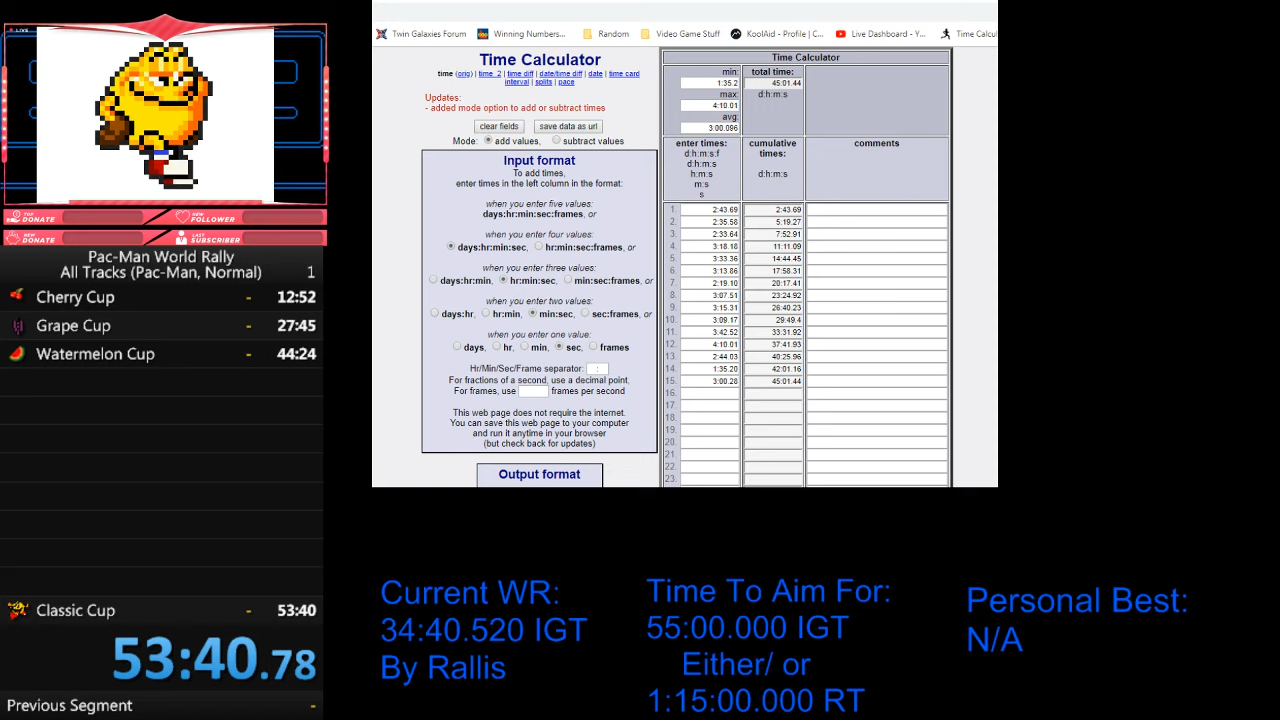 LIVE
TOP
DONATE
NEW
FOLLOWER
NEW
DONATE
LAST
SUBSCRIBER
Pac-Man World Rally
All Tracks (Pac-Man, Normal) 1
Cherry Cup - 12:52
Grape Cup - 27:45
Watermelon Cup - 44:24
Classic Cup - 53:40
53:40.78
Previous Segment -
Twin Galaxies Forum Winning Numbers... Random Video Game Stuff KoolAid - Profile | C... Live Dashboard - Y... Time Calcul
Time Calculator
time (orig) | time_2 | time diff | date/time diff | date | time card
interval | splits | pace
Updates:
- added mode option to add or subtract times
clear fields save data as url
Mode: add values, subtract values
Input format
To add times,
enter times in the left column in the format:
when you enter five values:
days:hr:min:sec:frames, or
when you enter four values:
days:hr:min:sec, hr:min:sec:frames, or
when you enter three values:
days:hr:min, hr:min:sec, min:sec:frames, or
when you enter two values:
days:hr, hr:min, min:sec, sec:frames, or
when you enter one value:
days, hr, min, sec, frames
Hr/Min/Sec/Frame separator: :
For fractions of a second, use a decimal point,
For frames, use frames per second
This web page does not require the internet.
You can save this web page to your computer
and run it anytime in your browser
(but check back for updates)
Output format
Time Calculator
min: total time:
1:35.2 45:01.44
max: d:h:m:s
4:10.01
avg:
3:00.096
enter times: cumulative times: comments
d:h:m:s:f
d:h:m:s d:h:m:s
h:m:s
m:s
s
1. 2:43.69 2:43.69
2. 2:35.58 5:19.27
3. 2:33.64 7:52.91
4. 3:18.18 11:11.09
5. 3:33.36 14:44.45
6. 3:13.86 17:58.31
7. 2:19.10 20:17.41
8. 3:07.51 23:24.92
9. 3:15.31 26:40.23
10. 3:09.17 29:49.4
11. 3:42.52 33:31.92
12. 4:10.01 37:41.93
13. 2:44.03 40:25.96
14. 1:35.20 42:01.16
15. 3:00.28 45:01.44
16.
17.
18.
19.
20.
21.
22.
23.
Current WR:
34:40.520 IGT
By Rallis
Time To Aim For:
55:00.000 IGT
Either/ or
1:15:00.000 RT
Personal Best:
N/A